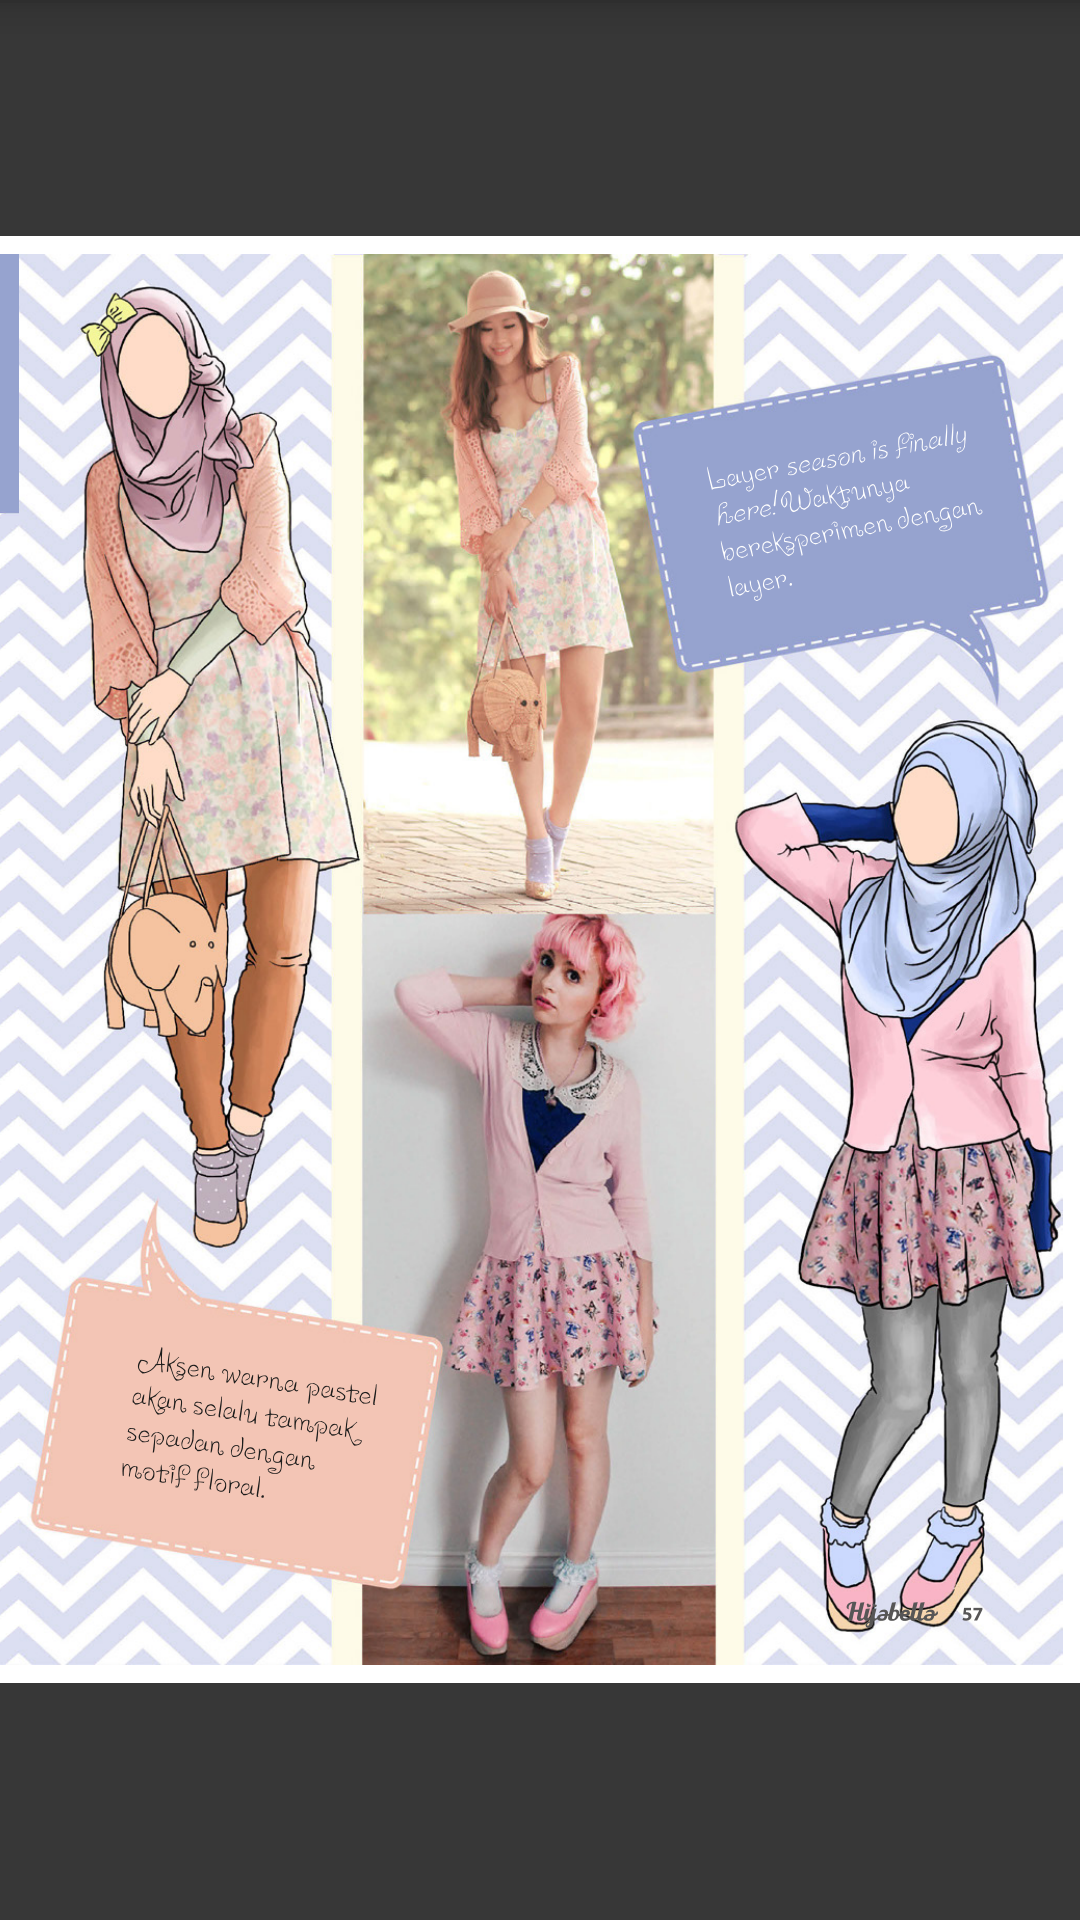 Layer season is finally
here! Waktunya
bereksperimen dengan
layer.
Aksen warna pastel
akan selalu tampak
sepadan dengan
motif floral.
Hijabella 57